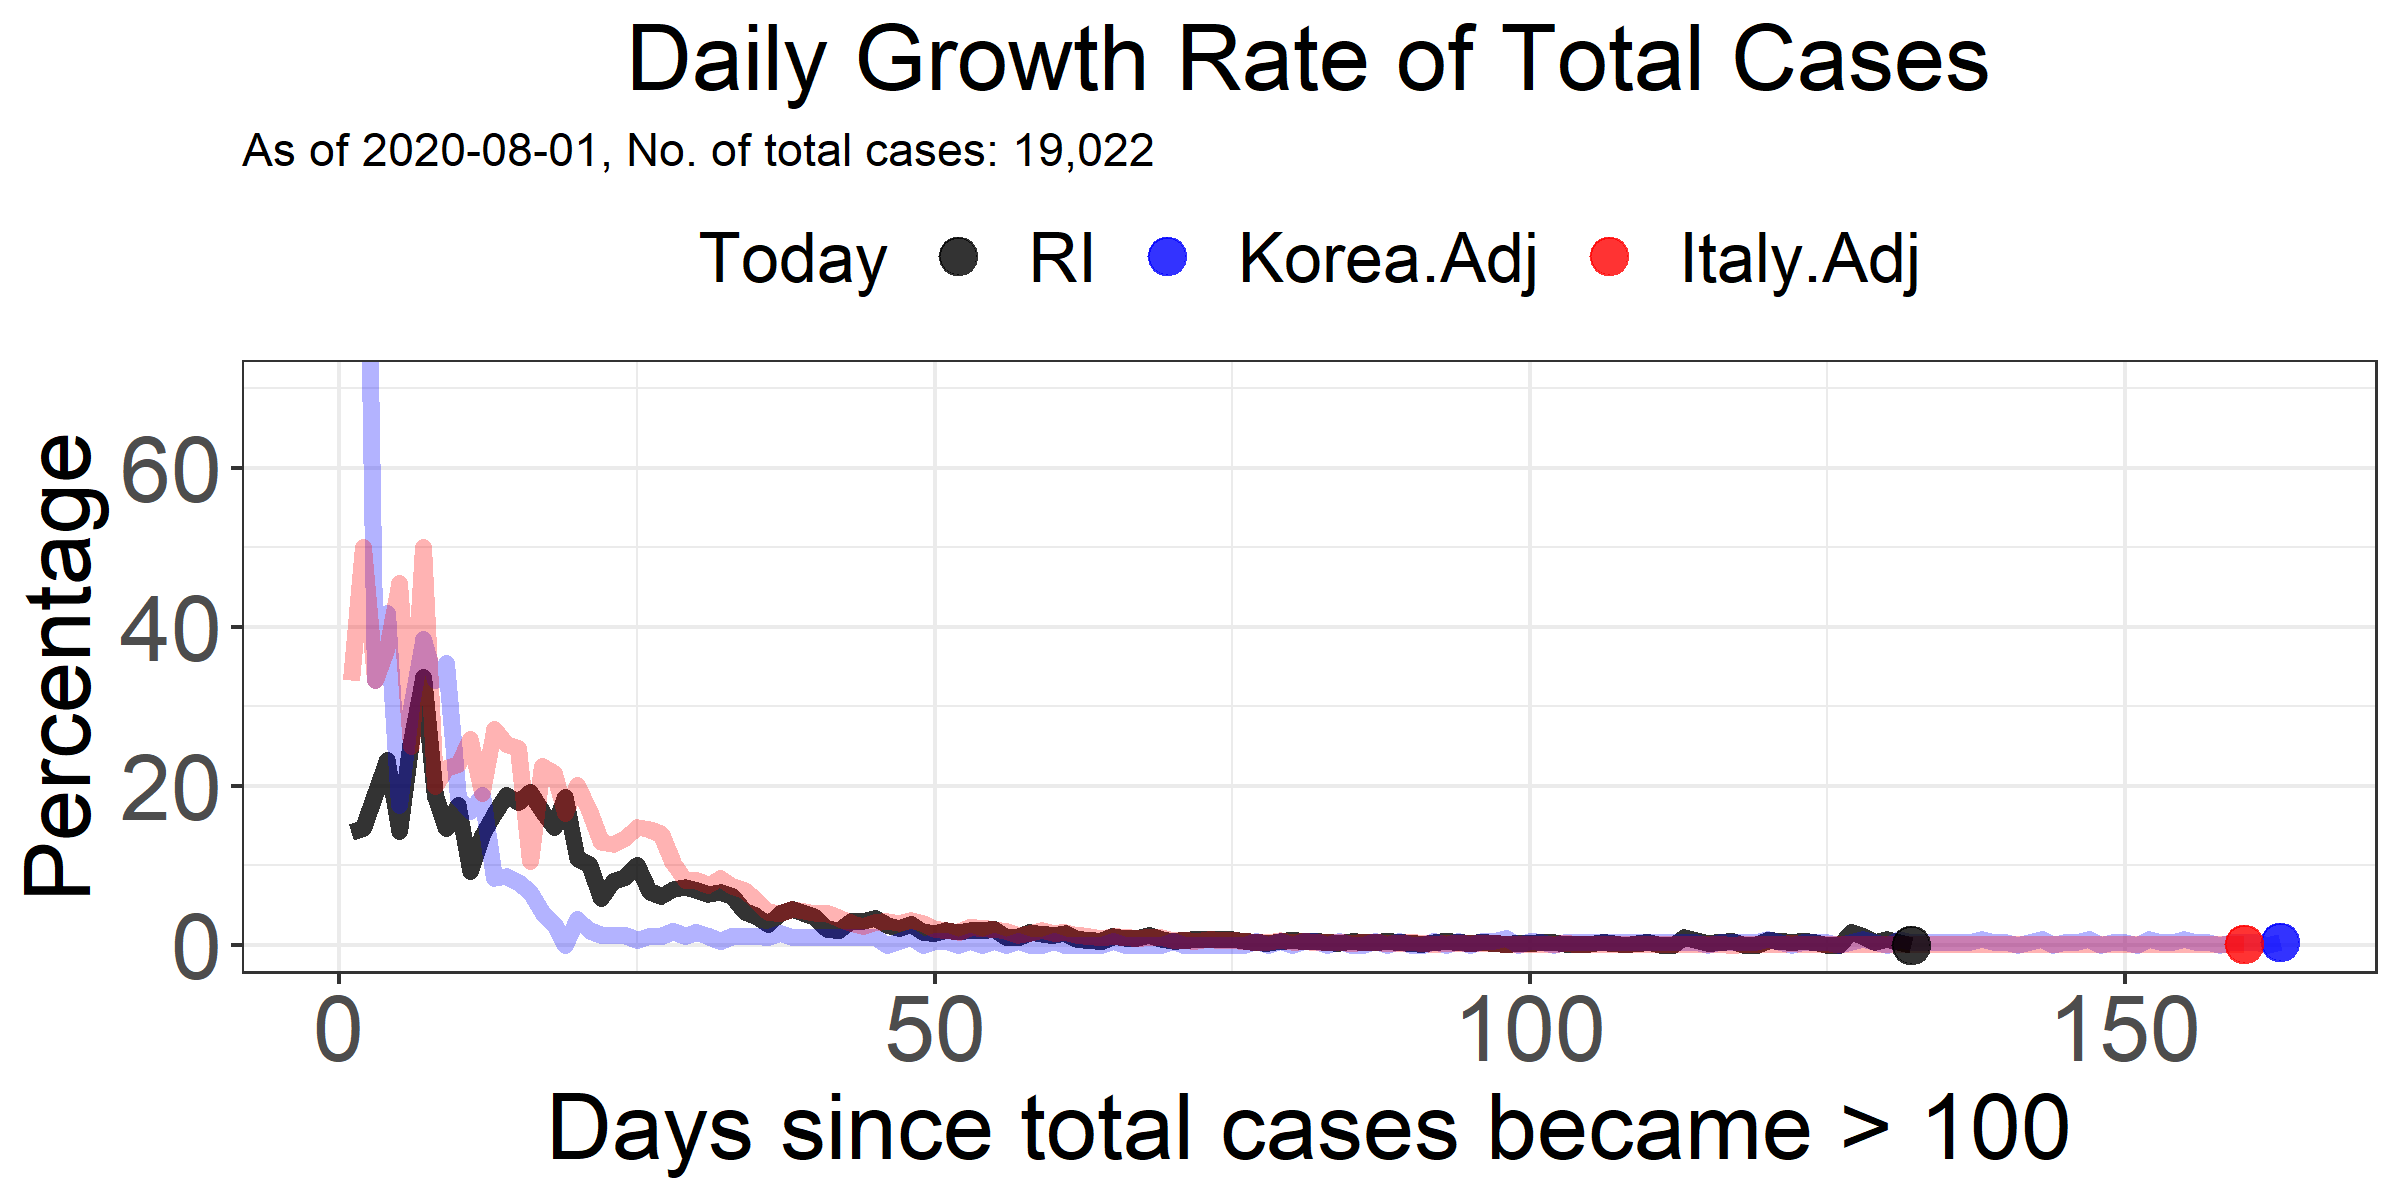 Daily Growth Rate of Total Cases
As of 2020-08-01, No. of total cases: 19,022
Today RI Korea.Adj Italy.Adj
Percentage
60
40
20
0
0 50 100 150
Days since total cases became > 100